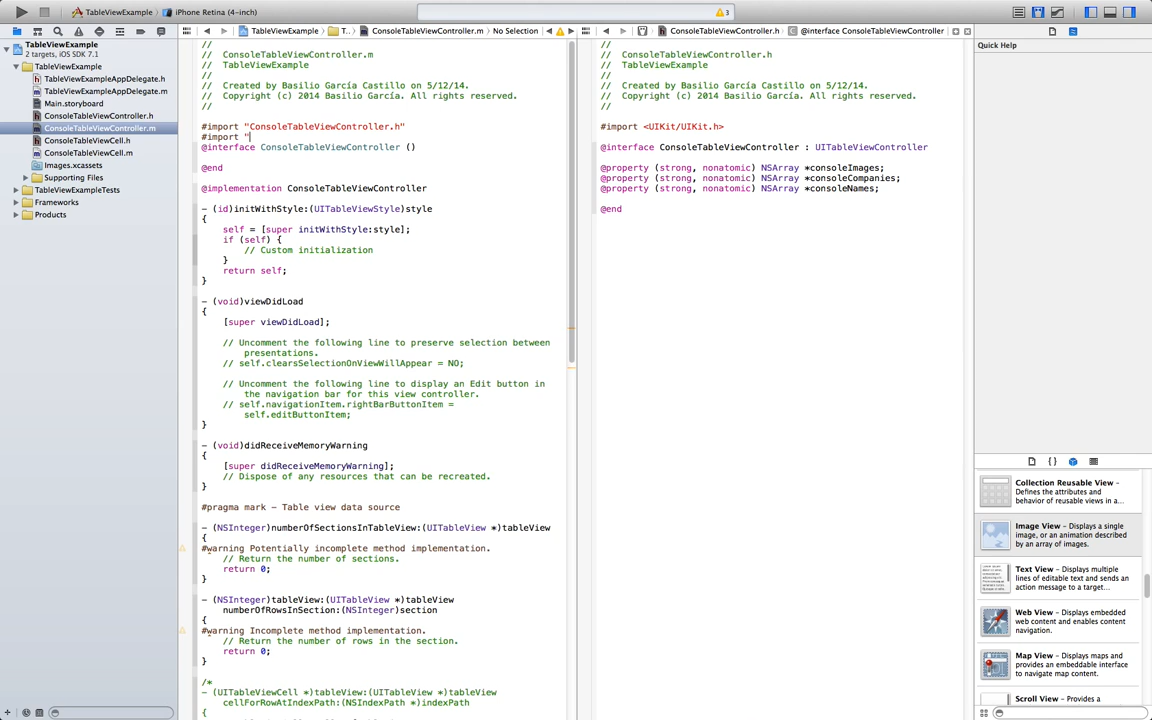 TableViewExample
iPhone Retina (4-inch)
3
TableViewExample
T...
ConsoleTableViewController.m
No Selection
ConsoleTableViewController.h
@interface ConsoleTableViewController
TableViewExample
2 targets, iOS SDK 7.1
TableViewExample
TableViewExampleAppDelegate.h
TableViewExampleAppDelegate.m
Main.storyboard
ConsoleTableViewController.h
ConsoleTableViewController.m
ConsoleTableViewCell.h
ConsoleTableViewCell.m
Images.xcassets
Supporting Files
TableViewExampleTests
Frameworks
Products
//
//  ConsoleTableViewController.m
//  TableViewExample
//
//  Created by Basilio García Castillo on 5/12/14.
//  Copyright (c) 2014 Basilio García. All rights reserved.
//
#import "ConsoleTableViewController.h"
#import "
@interface ConsoleTableViewController ()
@end
@implementation ConsoleTableViewController
- (id)initWithStyle:(UITableViewStyle)style
{
self = [super initWithStyle:style];
if (self) {
// Custom initialization
}
return self;
}
- (void)viewDidLoad
{
[super viewDidLoad];
// Uncomment the following line to preserve selection between
presentations.
// self.clearsSelectionOnViewWillAppear = NO;
// Uncomment the following line to display an Edit button in
the navigation bar for this view controller.
// self.navigationItem.rightBarButtonItem =
self.editButtonItem;
}
- (void)didReceiveMemoryWarning
{
[super didReceiveMemoryWarning];
// Dispose of any resources that can be recreated.
}
#pragma mark - Table view data source
- (NSInteger)numberOfSectionsInTableView:(UITableView *)tableView
{
#warning Potentially incomplete method implementation.
// Return the number of sections.
return 0;
}
- (NSInteger)tableView:(UITableView *)tableView
numberOfRowsInSection:(NSInteger)section
{
#warning Incomplete method implementation.
// Return the number of rows in the section.
return 0;
}
/*
- (UITableViewCell *)tableView:(UITableView *)tableView
cellForRowAtIndexPath:(NSIndexPath *)indexPath
{
//
//  ConsoleTableViewController.h
//  TableViewExample
//
//  Created by Basilio García Castillo on 5/12/14.
//  Copyright (c) 2014 Basilio García. All rights reserved.
//
#import <UIKit/UIKit.h>
@interface ConsoleTableViewController : UITableViewController
@property (strong, nonatomic) NSArray *consoleImages;
@property (strong, nonatomic) NSArray *consoleCompanies;
@property (strong, nonatomic) NSArray *consoleNames;
@end
Quick Help
{ }
Collection Reusable View -
Defines the attributes and
behavior of reusable views in a...
Image View - Displays a single
image, or an animation described
by an array of images.
Text View - Displays multiple
lines of editable text and sends an
action message to a target...
Web View - Displays embedded
web content and enables content
navigation.
Map View - Displays maps and
provides an embeddable interface
to navigate map content.
Scroll View - Provides a